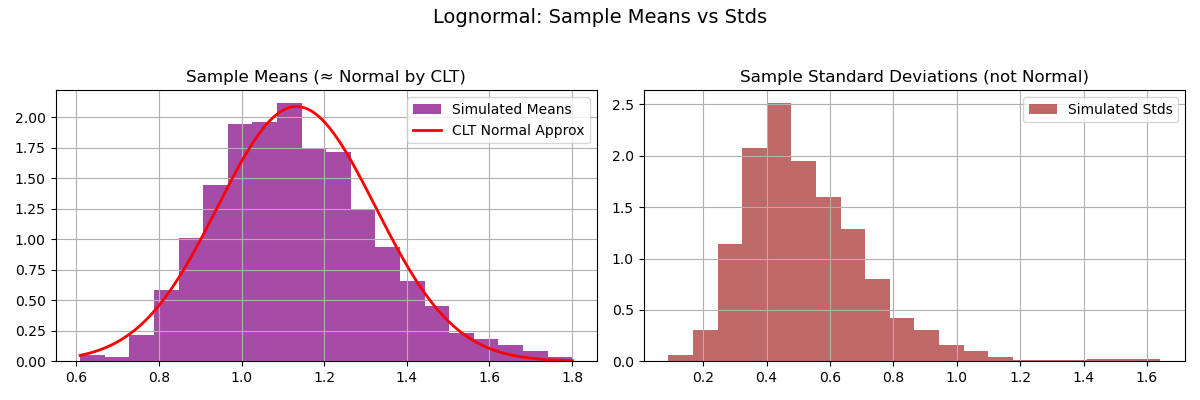 Lognormal: Sample Means vs Stds
Sample Means (≈ Normal by CLT)
Simulated Means
CLT Normal Approx
2.00
1.75
1.50
1.25
1.00
0.75
0.50
0.25
0.00
0.6 0.8 1.0 1.2 1.4 1.6 1.8
Sample Standard Deviations (not Normal)
Simulated Stds
2.5
2.0
1.5
1.0
0.5
0.0
0.2 0.4 0.6 0.8 1.0 1.2 1.4 1.6